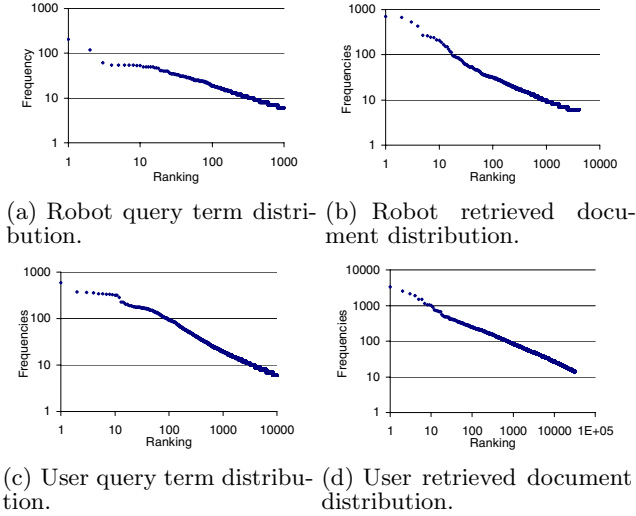 1000
100
10
1
Frequency
1 10 100 1000
Ranking
(a) Robot query term distri-
bution.
1000
100
10
1
Frequencies
1 10 100 1000 10000
Ranking
(b) Robot retrieved docu-
ment distribution.
1000
100
10
1
Frequencies
1 10 100 1000 10000
Ranking
(c) User query term distribu-
tion.
10000
1000
100
10
1
Frequencies
1 10 100 1000 10000 1E+05
Ranking
(d) User retrieved document
distribution.